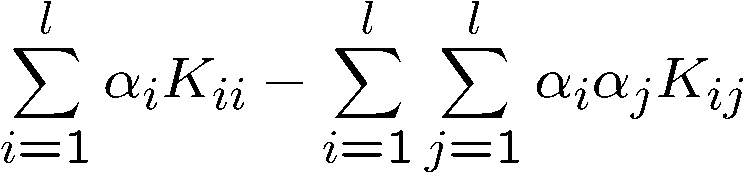 \sum_{i=1}^{l} \alpha_i K_{ii} - \sum_{i=1}^{l} \sum_{j=1}^{l} \alpha_i \alpha_j K_{ij}